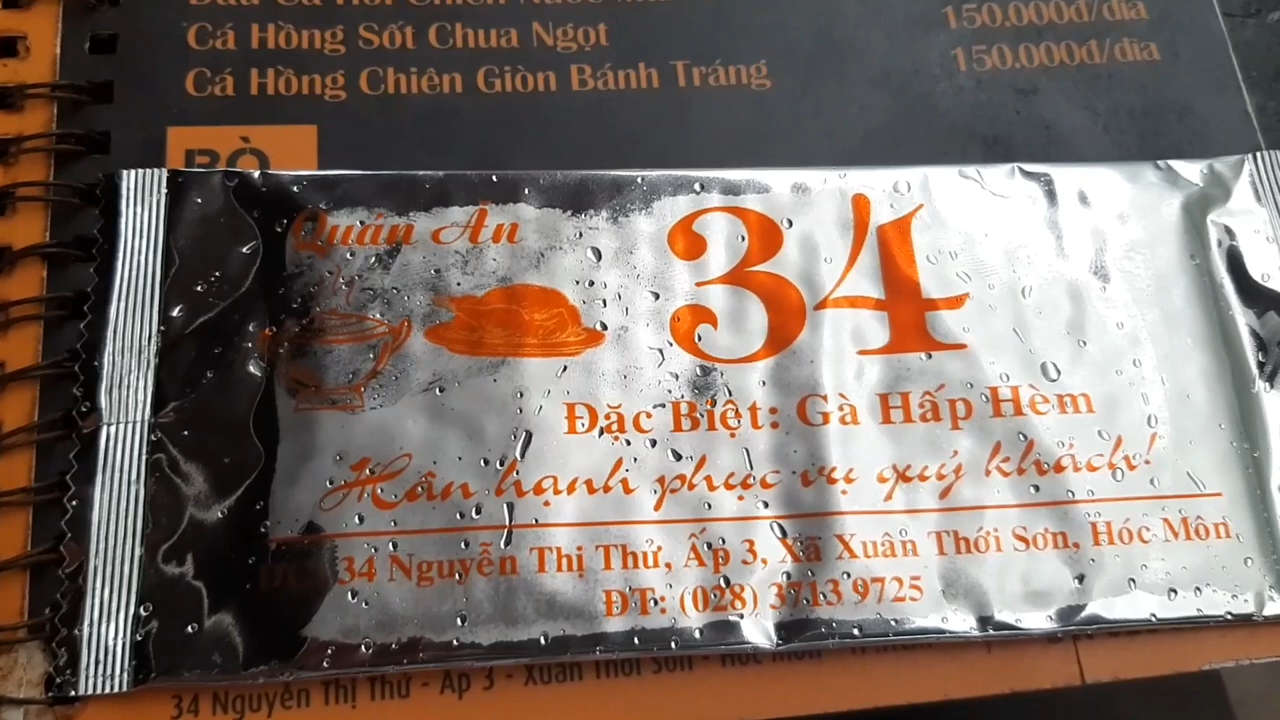 Cá Hồng Sốt Chua Ngọt 150.000đ/dĩa
Cá Hồng Chiên Giòn Bánh Tráng 150.000đ/dĩa
BÒ
Quán Ăn
34
Đặc Biệt: Gà Hấp Hèm
Hân hạnh phục vụ quý khách!
34 Nguyễn Thị Thử, Ấp 3, Xã Xuân Thới Sơn, Hóc Môn
ĐT: (028) 3713 9725
34 Nguyễn Thị Thử - Ấp 3 - Xuân Thới Sơn - Hóc Môn